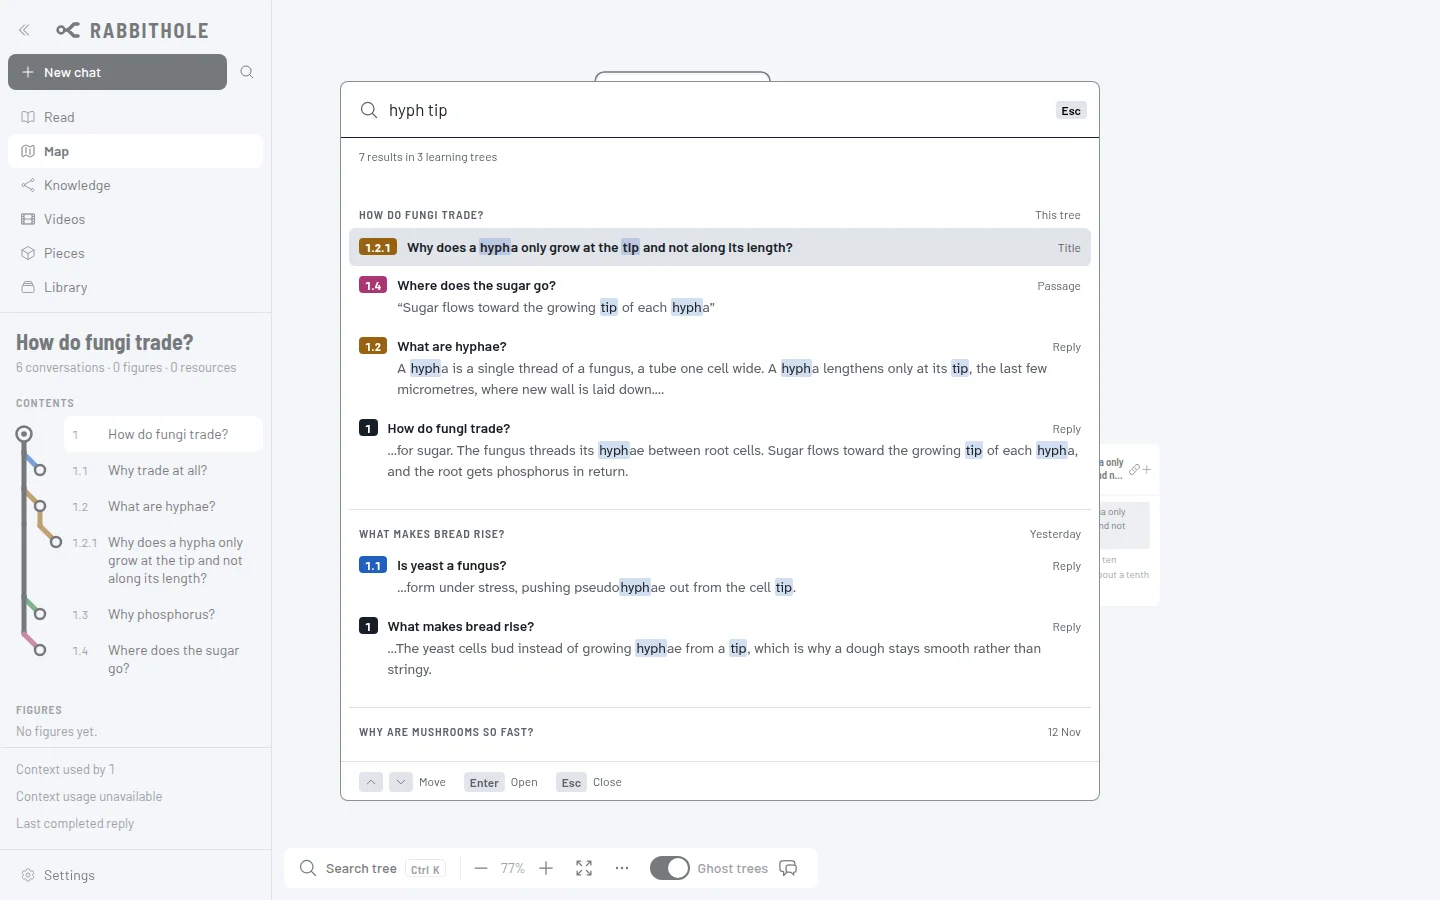 RABBITHOLE
New chat
Read
Map
Knowledge
Videos
Pieces
Library
How do fungi trade?
6 conversations · 0 figures · 0 resources
CONTENTS
1 How do fungi trade?
1.1 Why trade at all?
1.2 What are hyphae?
1.2.1 Why does a hypha only
grow at the tip and not
along its length?
1.3 Why phosphorus?
1.4 Where does the sugar
go?
FIGURES
No figures yet.
Context used by 1
Context usage unavailable
Last completed reply
Settings
hyph tip
Esc
7 results in 3 learning trees
HOW DO FUNGI TRADE? This tree
1.2.1 Why does a hypha only grow at the tip and not along its length? Title
1.4 Where does the sugar go? Passage
“Sugar flows toward the growing tip of each hypha”
1.2 What are hyphae? Reply
A hypha is a single thread of a fungus, a tube one cell wide. A hypha lengthens only at its tip, the last few
micrometres, where new wall is laid down....
1 How do fungi trade? Reply
...for sugar. The fungus threads its hyphae between root cells. Sugar flows toward the growing tip of each hypha,
and the root gets phosphorus in return.
WHAT MAKES BREAD RISE? Yesterday
1.1 Is yeast a fungus? Reply
...form under stress, pushing pseudohyphae out from the cell tip.
1 What makes bread rise? Reply
...The yeast cells bud instead of growing hyphae from a tip, which is why a dough stays smooth rather than
stringy.
WHY ARE MUSHROOMS SO FAST? 12 Nov
Move Enter Open Esc Close
a only
nd n...
a only
nd not
ten
bout a tenth
Search tree Ctrl K 77% Ghost trees